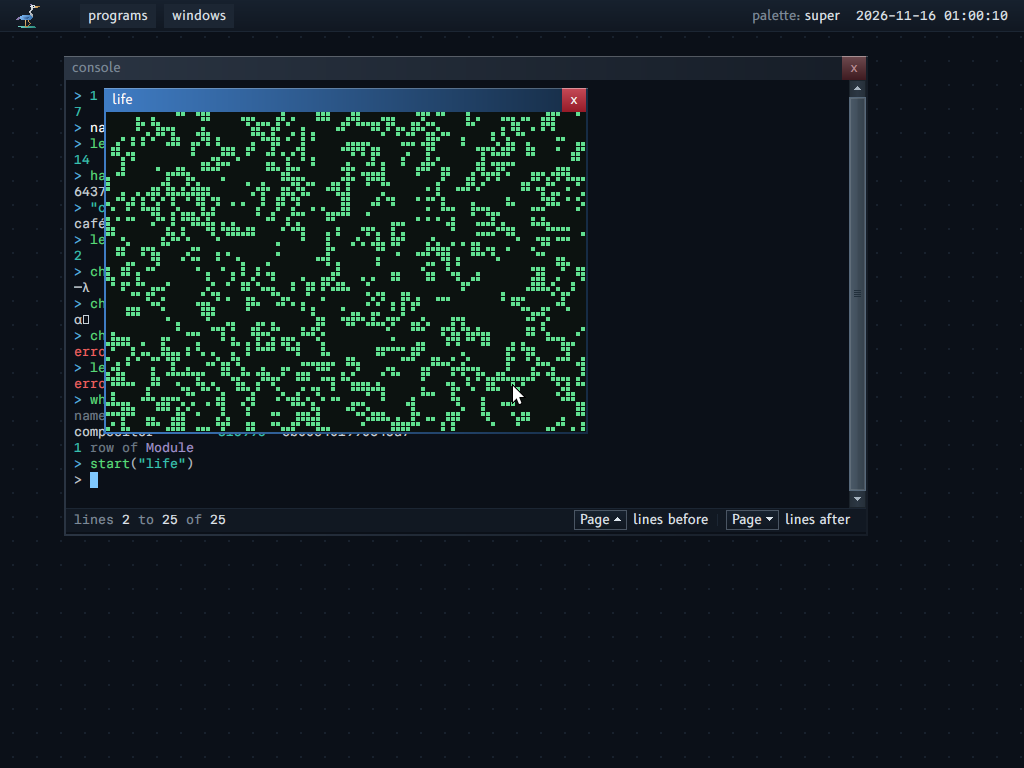 programs windows palette: super 2026-11-16 01:00:10
console x
life x
> 1
7
> na
> le
14
> ha
6437
> "c
café
> le
2
> ch
─λ
> ch
α▯
> ch
erro
> le
erro
> wh
name
1 row of Module
> start("life")
>
lines 2 to 25 of 25 Page lines before Page lines after